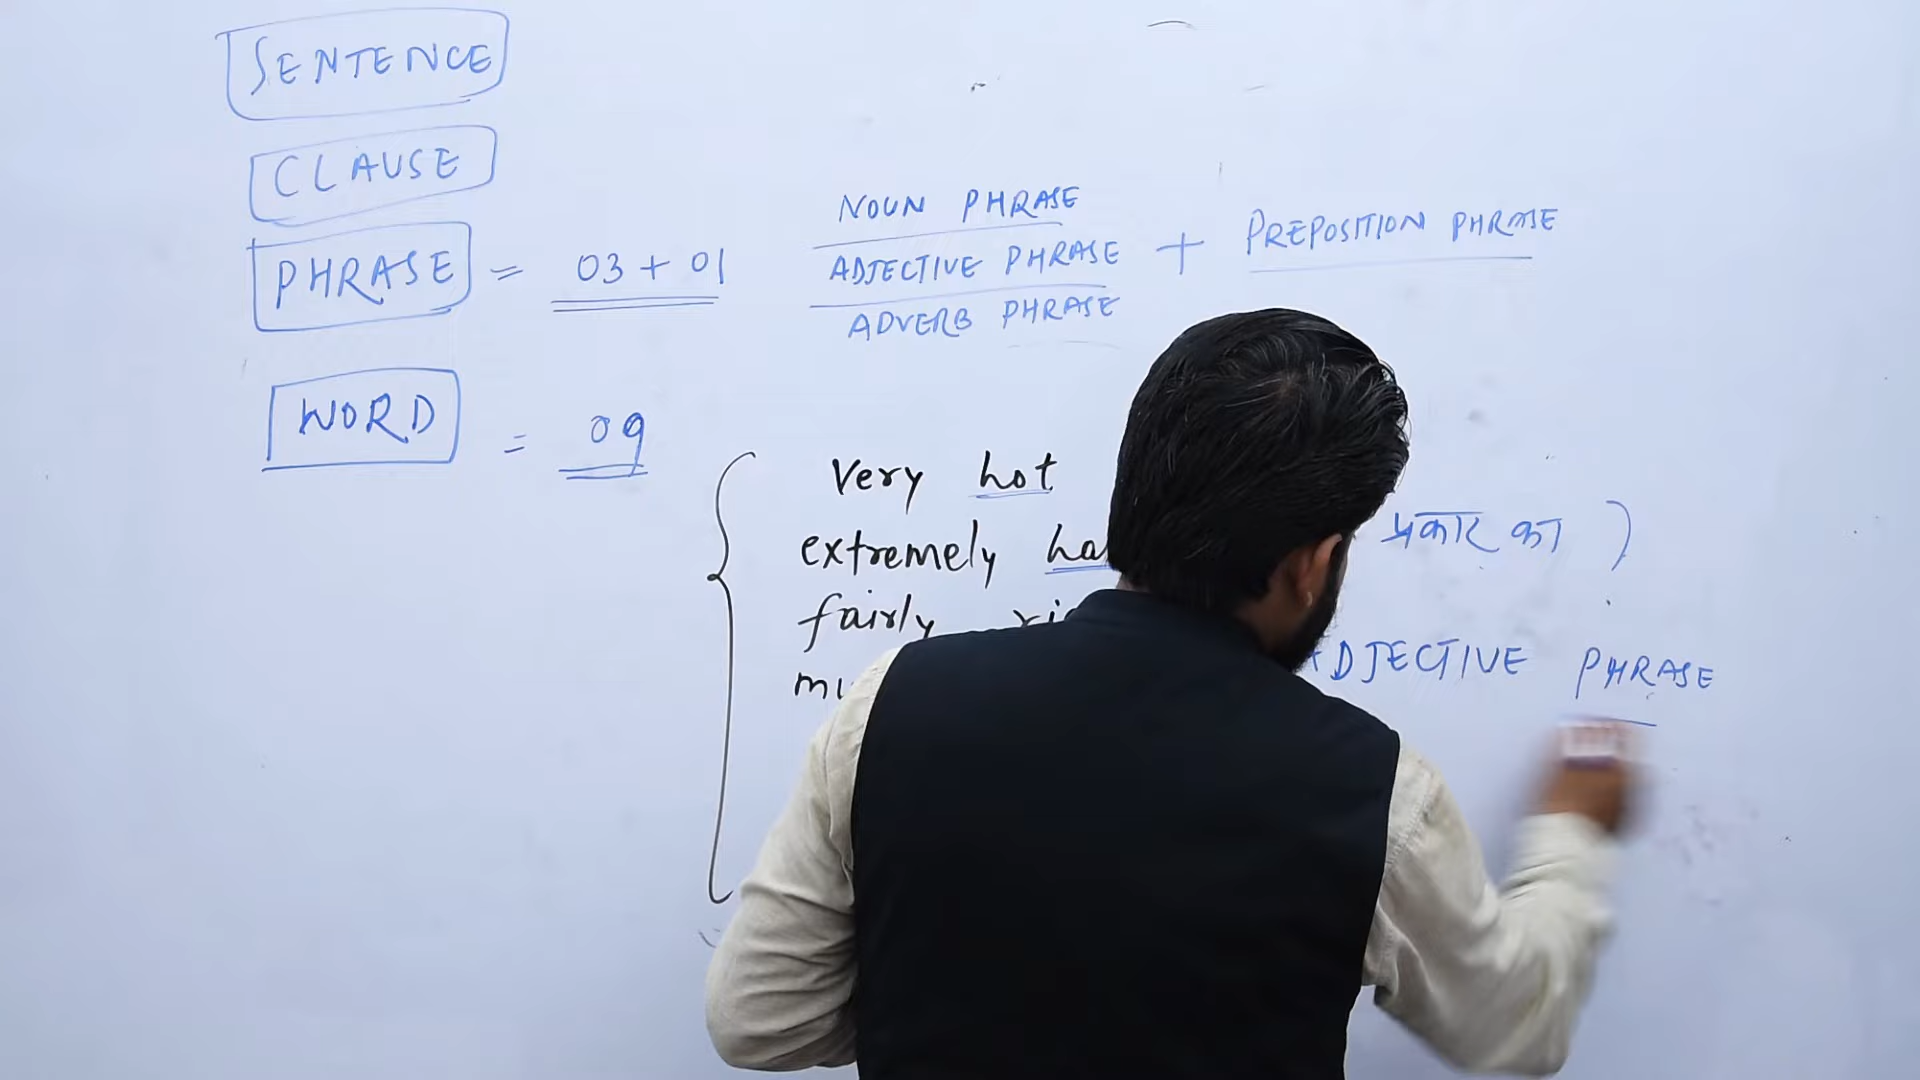 SENTENCE
CLAUSE
PHRASE = 03 + 01
NOUN PHRASE
ADJECTIVE PHRASE + PREPOSITION PHRASE
ADVERB PHRASE
WORD = 09
very hot
extremely
प्रकार का )
fairly
ADJECTIVE PHRASE